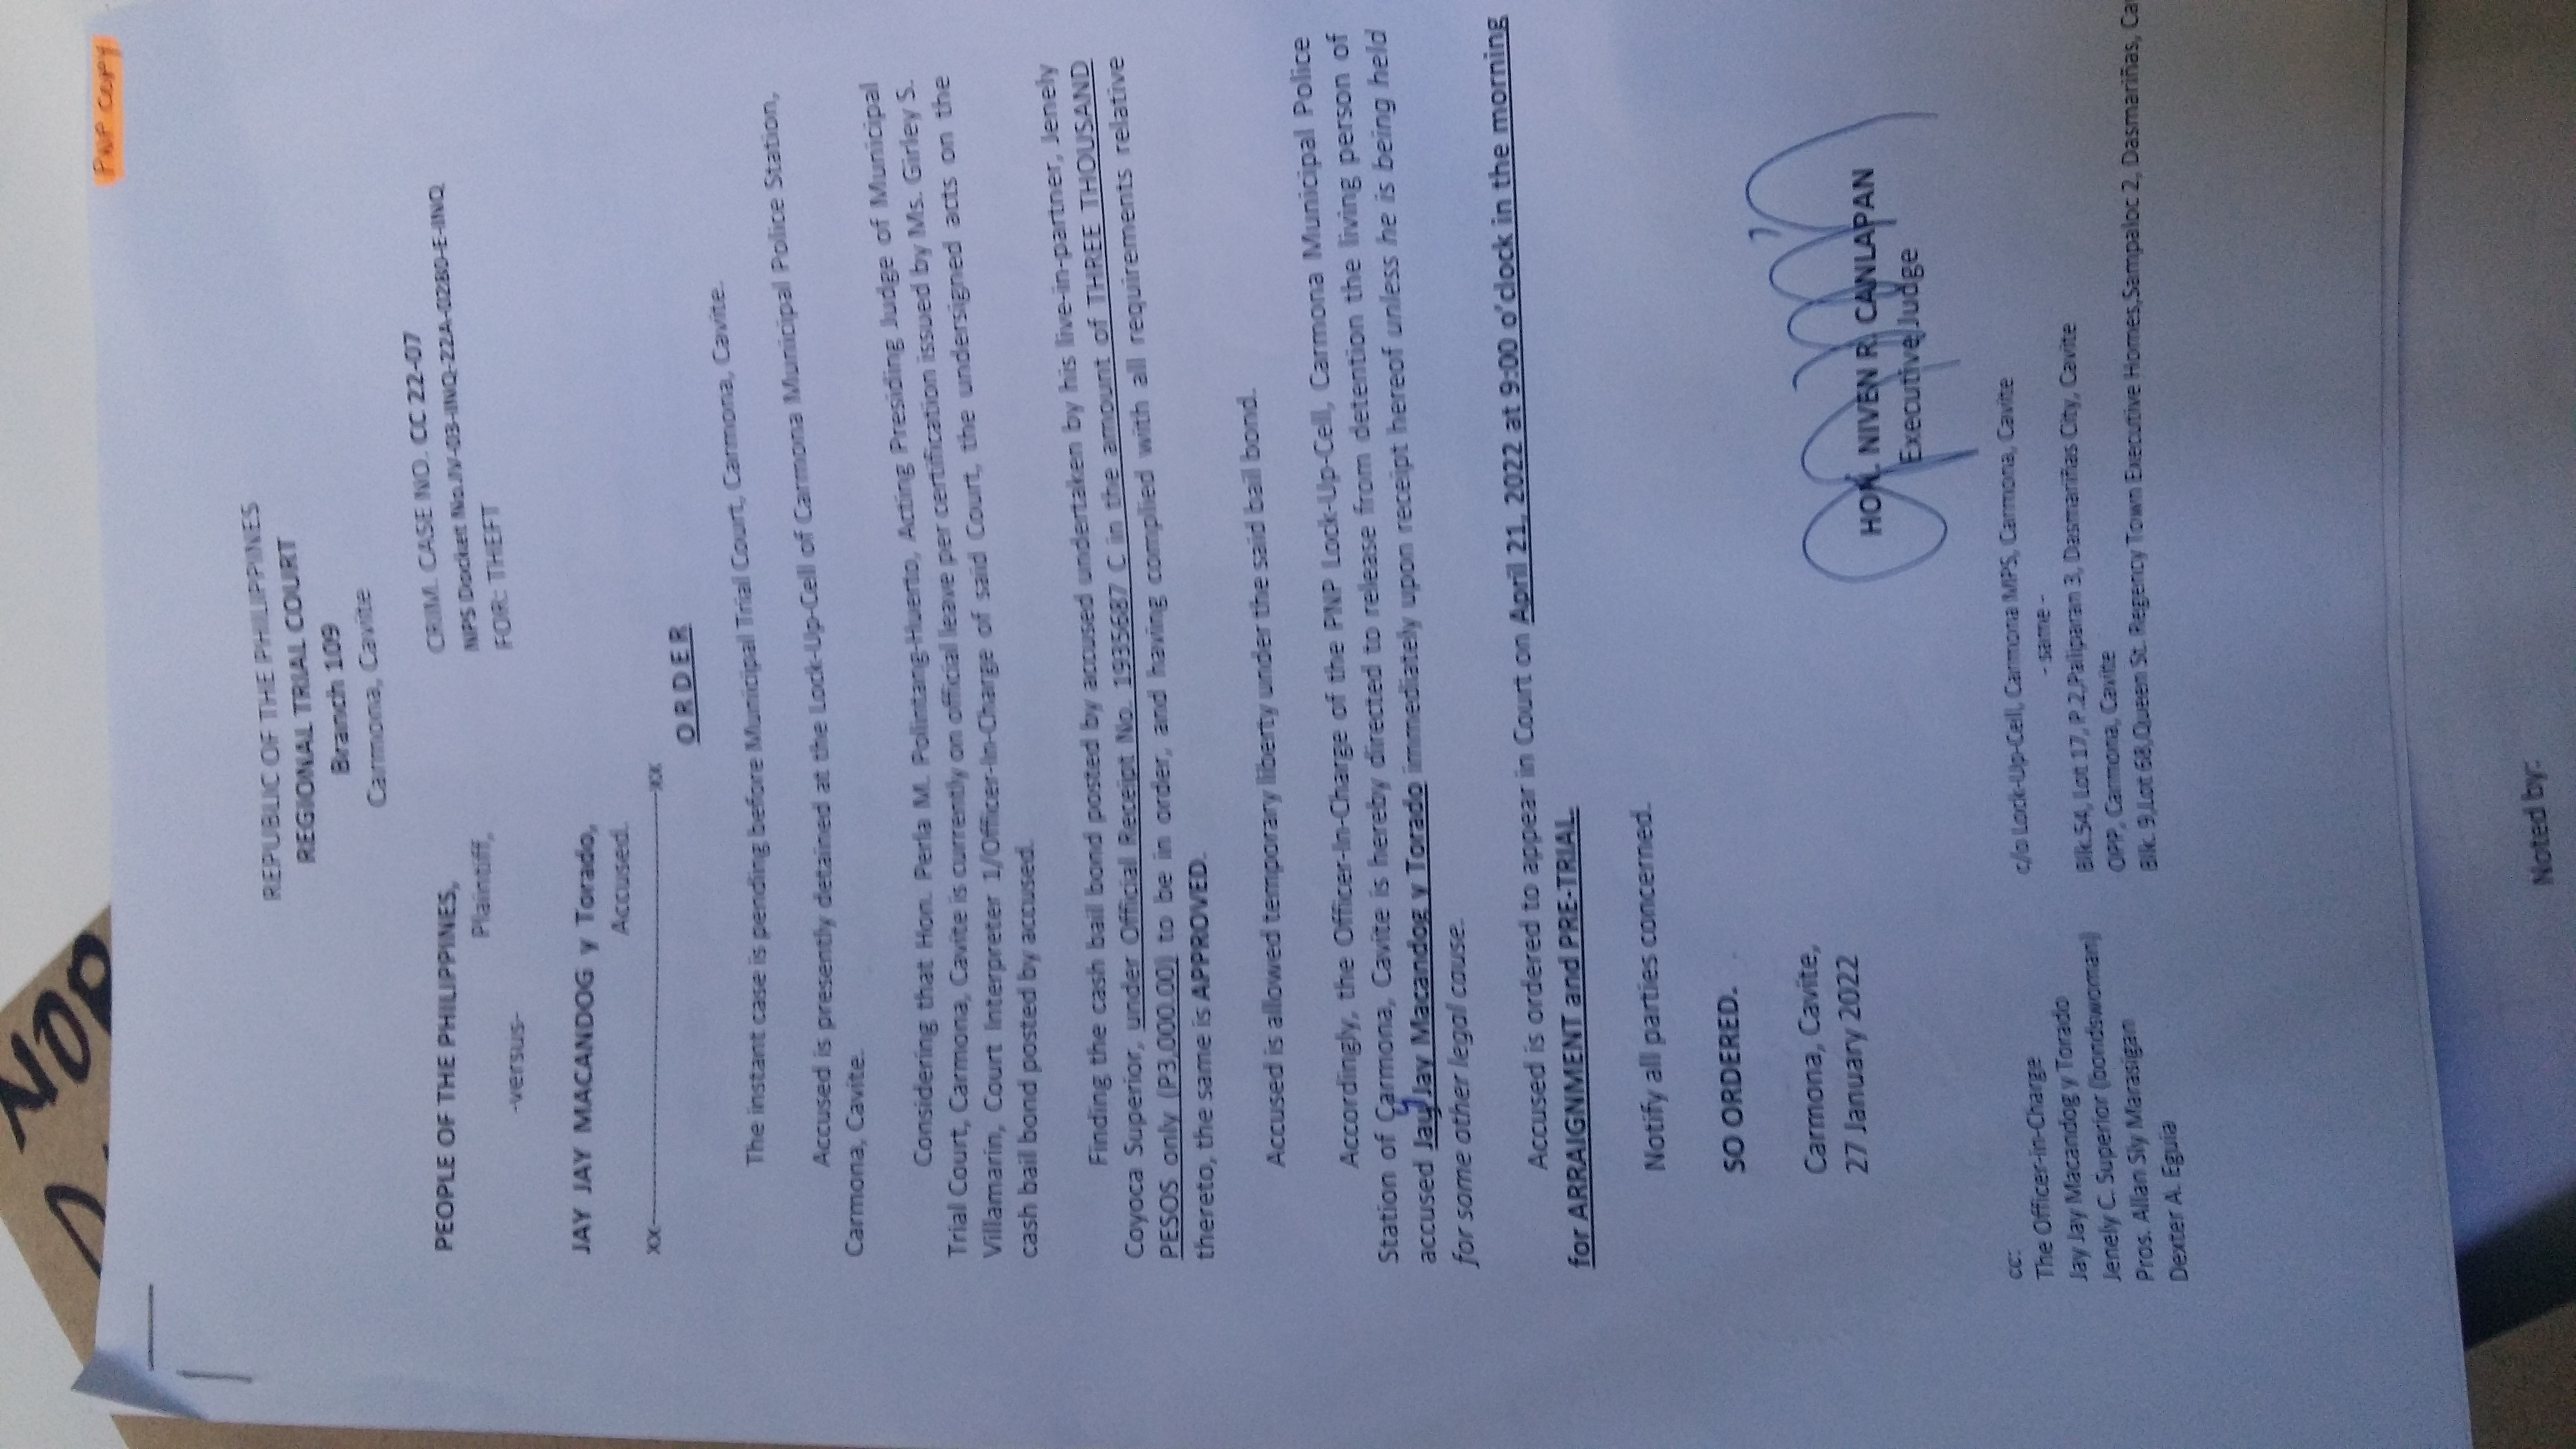 NOR
PNP COPY
REPUBLIC OF THE PHILIPPINES
REGIONAL TRIAL COURT
Branch 109
Carmona, Cavite
PEOPLE OF THE PHILIPPINES,
Plaintiff,
-versus-
CRIM. CASE NO. CC 22-07
NPS Docket No.IV-03-INQ-22A-0280-E-INQ
FOR: THEFT
JAY JAY MACANDOG y Torado,
Accused.
xx------------------------------------------xx
ORDER
The instant case is pending before Municipal Trial Court, Carmona, Cavite.
Accused is presently detained at the Lock-Up-Cell of Carmona Municipal Police Station,
Carmona, Cavite.
Considering that Hon. Perla M. Polintang-Huerto, Acting Presiding Judge of Municipal
Trial Court, Carmona, Cavite is currently on official leave per certification issued by Ms. Girley S.
Villamarin, Court Interpreter 1/Officer-In-Charge of said Court, the undersigned acts on the
cash bail bond posted by accused.
Finding the cash bail bond posted by accused undertaken by his live-in-partner, Jenely
Coyoca Superior, under Official Receipt No. 1935687 C in the amount of THREE THOUSAND
PESOS only (P3,000.00) to be in order, and having complied with all requirements relative
thereto, the same is APPROVED.
Accused is allowed temporary liberty under the said bail bond.
Accordingly, the Officer-In-Charge of the PNP Lock-Up-Cell, Carmona Municipal Police
Station of Carmona, Cavite is hereby directed to release from detention the living person of
accused Jay Jay Macandog y Torado immediately upon receipt hereof unless he is being held
for some other legal cause.
Accused is ordered to appear in Court on April 21, 2022 at 9:00 o'clock in the morning
for ARRAIGNMENT and PRE-TRIAL.
Notify all parties concerned.
SO ORDERED.
Carmona, Cavite,
27 January 2022
HON. NIVEN R. CANLAPAN
Executive Judge
cc:
The Officer-in-Charge c/o Lock-Up-Cell, Carmona MPS, Carmona, Cavite
Jay Jay Macandog y Torado - same -
Jenely C. Superior (bondswoman) Blk.54, Lot 17, P.2,Paliparan 3, Dasmariñas City, Cavite
Pros. Allan Sly Marasigan OPP, Carmona, Cavite
Dexter A. Eguia Blk. 9,Lot 68,Queen St. Regency Town Executive Homes,Sampaloc 2, Dasmariñas, Ca
Noted by: